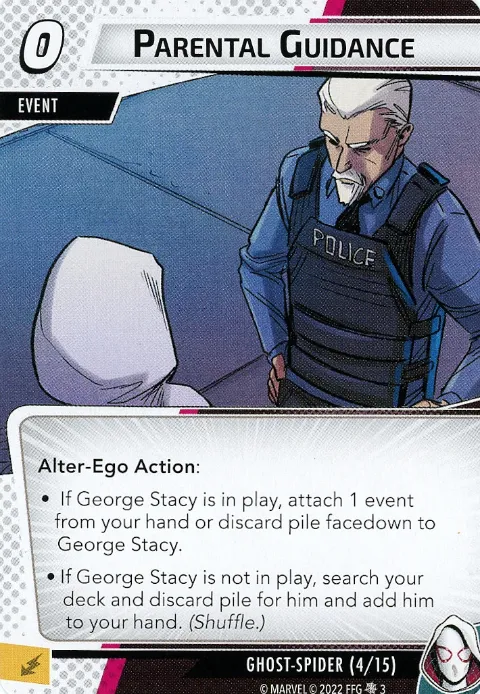 0
PARENTAL GUIDANCE
EVENT
POLICE
Alter-Ego Action:
• If George Stacy is in play, attach 1 event
from your hand or discard pile facedown to
George Stacy.
• If George Stacy is not in play, search your
deck and discard pile for him and add him
to your hand. (Shuffle.)
GHOST-SPIDER (4/15)
© MARVEL © 2022 FFG 3